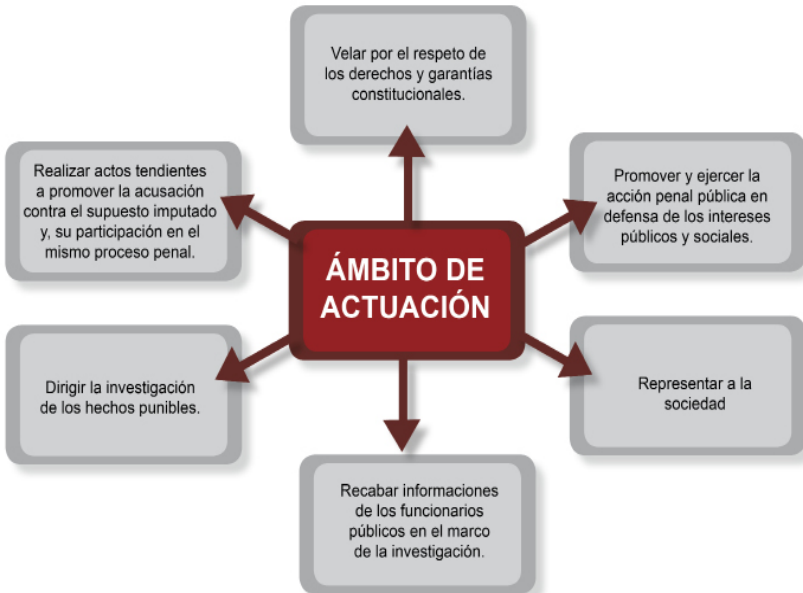 Velar por el respeto de
los derechos y garantías
constitucionales.
Realizar actos tendientes
a promover la acusación
contra el supuesto imputado
y, su participación en el
mismo proceso penal.
Promover y ejercer la
acción penal pública en
defensa de los intereses
públicos y sociales.
ÁMBITO DE
ACTUACIÓN
Dirigir la investigación
de los hechos punibles.
Representar a la
sociedad
Recabar informaciones
de los funcionarios
públicos en el marco
de la investigación.